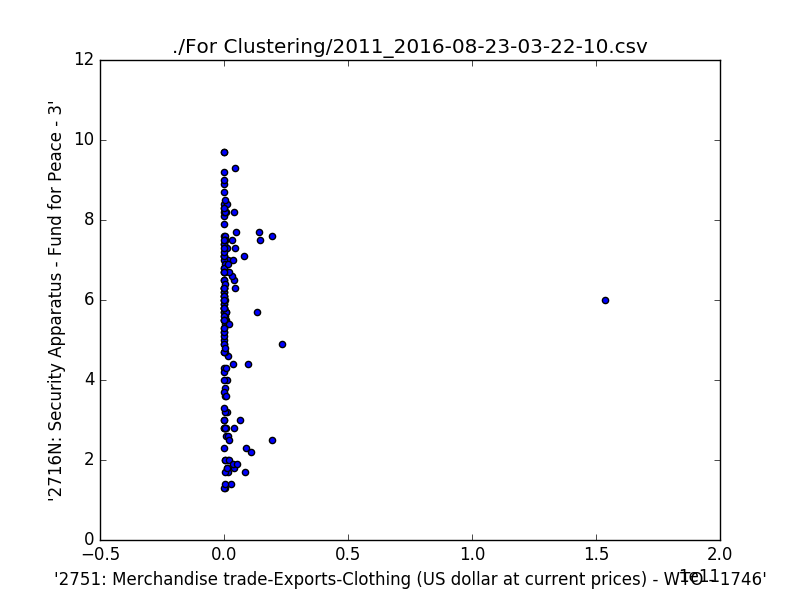 ./For Clustering/2011_2016-08-23-03-22-10.csv
12
10
8
6
4
2
0
'2716N: Security Apparatus - Fund for Peace - 3'
−0.5 0.0 0.5 1.0 1.5 2.0
1e11
'2751: Merchandise trade-Exports-Clothing (US dollar at current prices) - WTO - 1746'